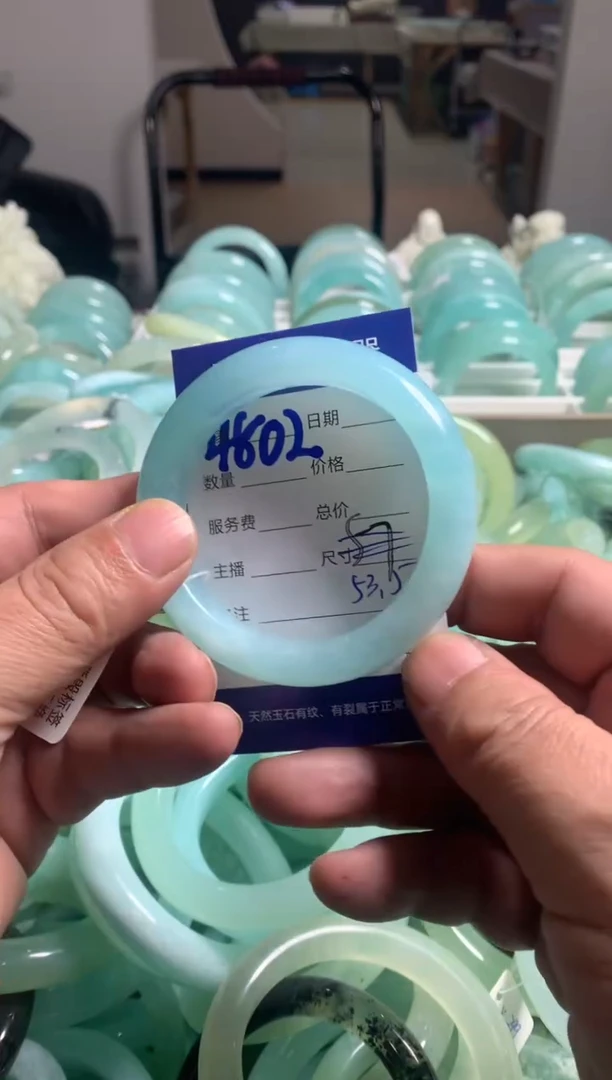 4802 日期
数量 价格
服务费 总价
主播 尺寸
53.5
注
天然玉石有纹、有裂属于正常